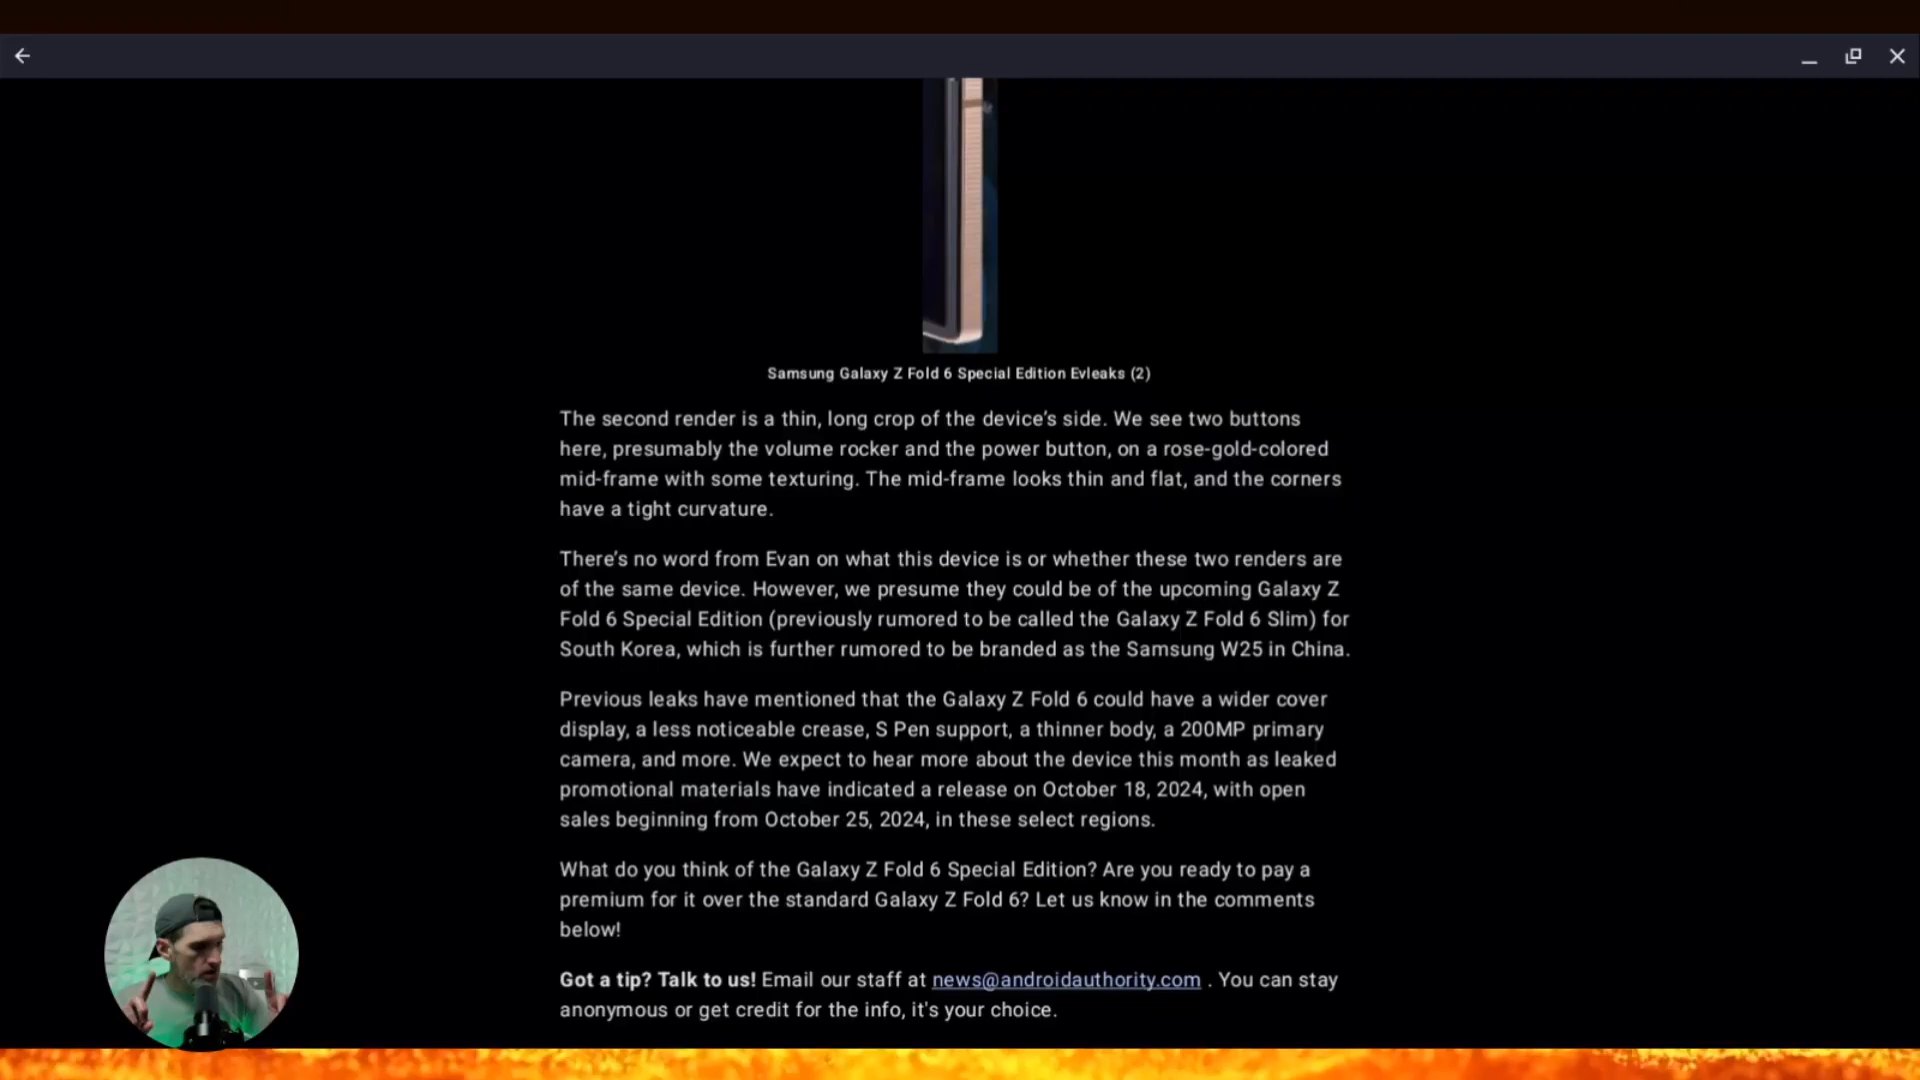 Samsung Galaxy Z Fold 6 Special Edition Evleaks (2)
The second render is a thin, long crop of the device’s side. We see two buttons
here, presumably the volume rocker and the power button, on a rose-gold-colored
mid-frame with some texturing. The mid-frame looks thin and flat, and the corners
have a tight curvature.
There’s no word from Evan on what this device is or whether these two renders are
of the same device. However, we presume they could be of the upcoming Galaxy Z
Fold 6 Special Edition (previously rumored to be called the Galaxy Z Fold 6 Slim) for
South Korea, which is further rumored to be branded as the Samsung W25 in China.
Previous leaks have mentioned that the Galaxy Z Fold 6 could have a wider cover
display, a less noticeable crease, S Pen support, a thinner body, a 200MP primary
camera, and more. We expect to hear more about the device this month as leaked
promotional materials have indicated a release on October 18, 2024, with open
sales beginning from October 25, 2024, in these select regions.
What do you think of the Galaxy Z Fold 6 Special Edition? Are you ready to pay a
premium for it over the standard Galaxy Z Fold 6? Let us know in the comments
below!
Got a tip? Talk to us! Email our staff at news@androidauthority.com . You can stay
anonymous or get credit for the info, it's your choice.